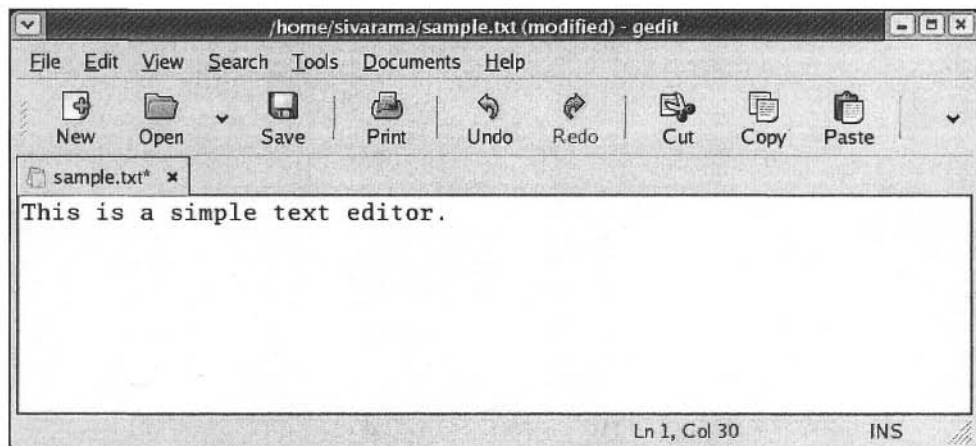 /home/sivarama/sample.txt (modified) - gedit
File Edit View Search Tools Documents Help
New Open Save Print Undo Redo Cut Copy Paste
sample.txt*
This is a simple text editor.
Ln 1, Col 30 INS